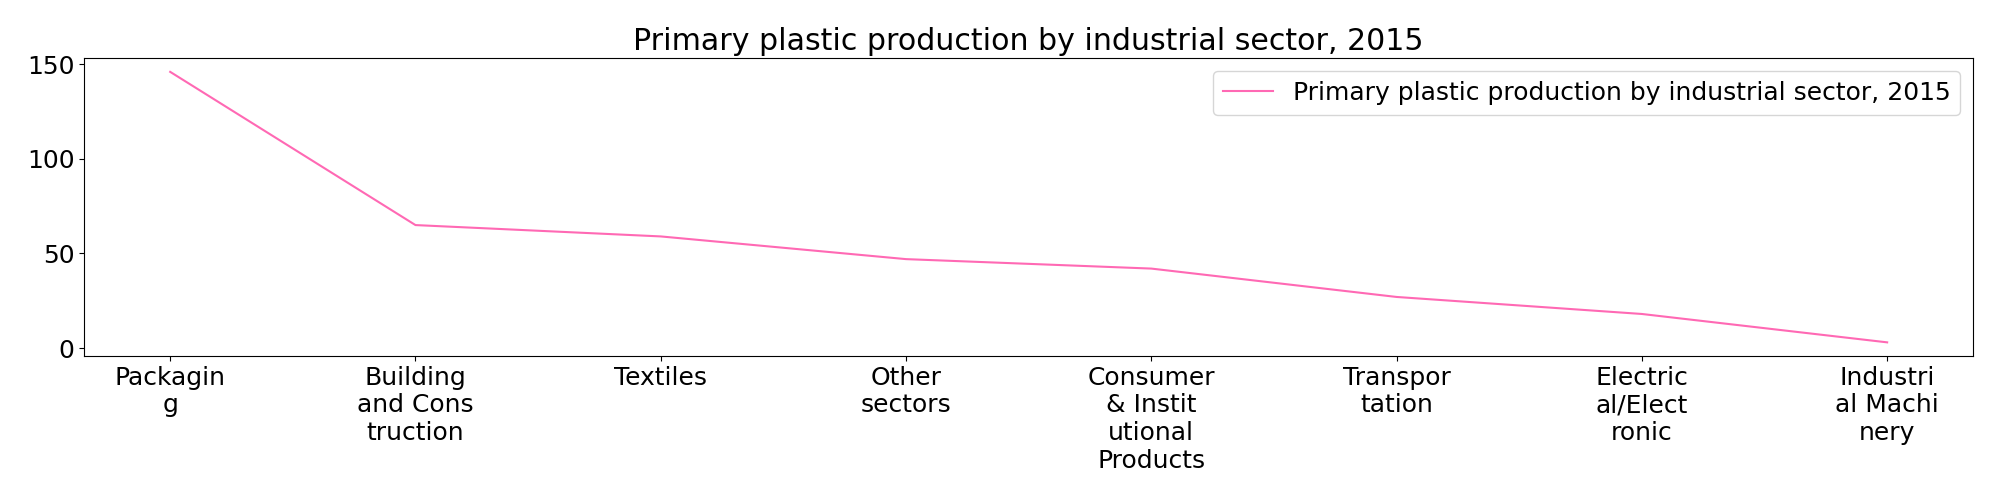 Primary plastic production by industrial sector, 2015
Primary plastic production by industrial sector, 2015
150
100
50
0
Packagin
g
Building
and Cons
truction
Textiles
Other
sectors
Consumer
& Instit
utional
Products
Transpor
tation
Electric
al/Elect
ronic
Industri
al Machi
nery